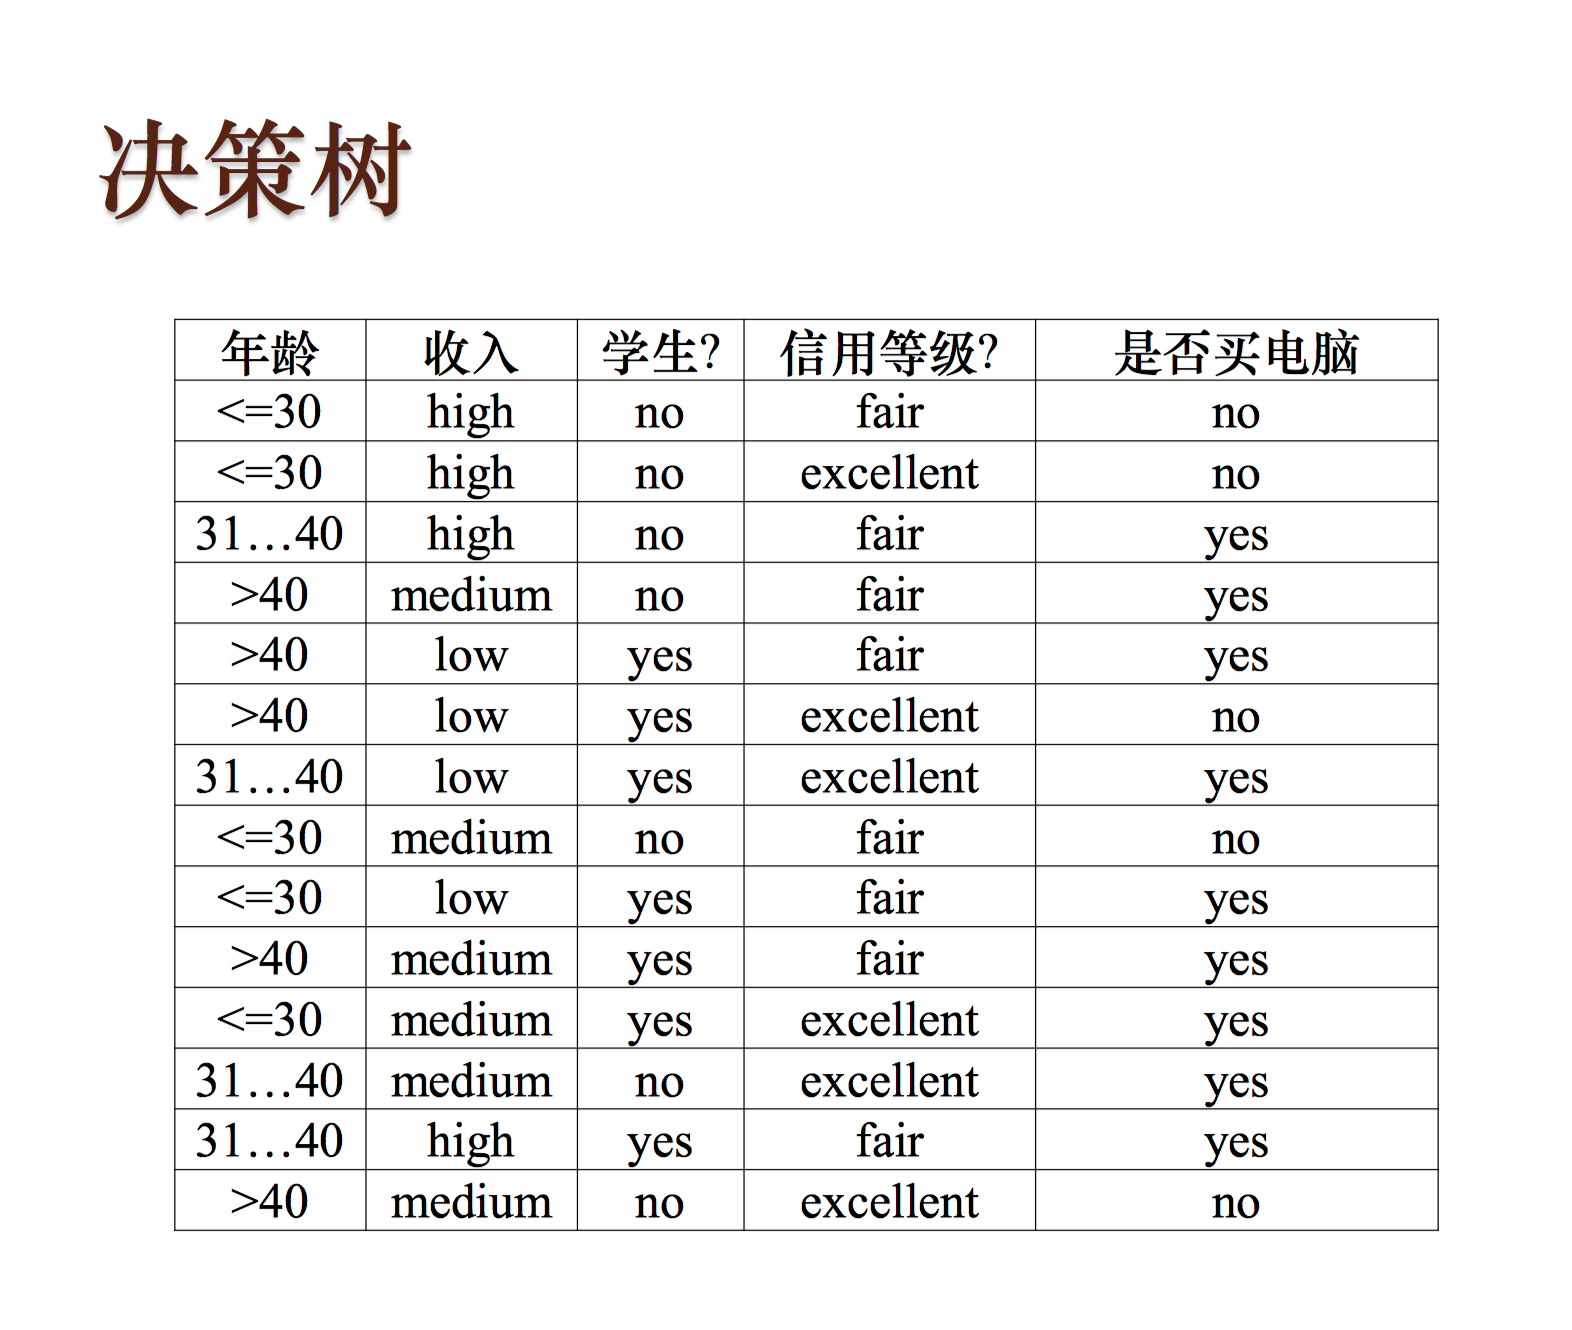 决策树
年龄 收入 学生? 信用等级? 是否买电脑
<=30 high no fair no
<=30 high no excellent no
31…40 high no fair yes
>40 medium no fair yes
>40 low yes fair yes
>40 low yes excellent no
31…40 low yes excellent yes
<=30 medium no fair no
<=30 low yes fair yes
>40 medium yes fair yes
<=30 medium yes excellent yes
31…40 medium no excellent yes
31…40 high yes fair yes
>40 medium no excellent no